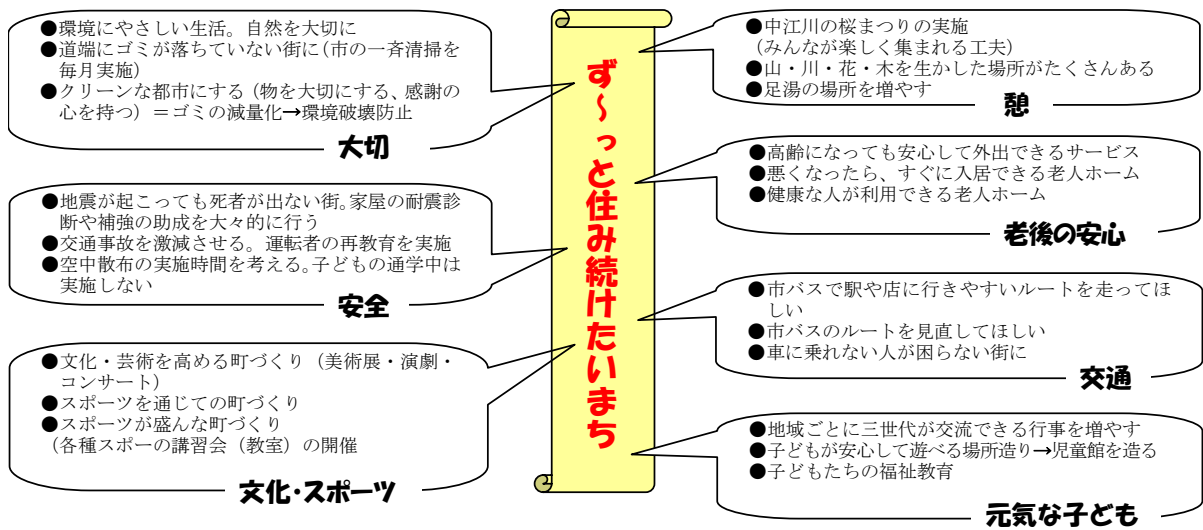 ●環境にやさしい生活。自然を大切に
●道端にゴミが落ちていない街に(市の一斉清掃を
毎月実施)
●クリーンな都市にする(物を大切にする、感謝の
心を持つ)＝ゴミの減量化→環境破壊防止
大切
●地震が起こっても死者が出ない街。家屋の耐震診
断や補強の助成を大々的に行う
●交通事故を激減させる。運転者の再教育を実施
●空中散布の実施時間を考える。子どもの通学中は
実施しない
安全
●文化・芸術を高める町づくり（美術展・演劇・
コンサート）
●スポーツを通じての町づくり
●スポーツが盛んな町づくり
（各種スポーの講習会（教室）の開催
文化・スポーツ
ず～っと住み続けたいまち
●中江川の桜まつりの実施
（みんなが楽しく集まれる工夫）
●山・川・花・木を生かした場所がたくさんある
●足湯の場所を増やす
憩
●高齢になっても安心して外出できるサービス
●悪くなったら、すぐに入居できる老人ホーム
●健康な人が利用できる老人ホーム
老後の安心
●市バスで駅や店に行きやすいルートを走ってほ
しい
●市バスのルートを見直してほしい
●車に乗れない人が困らない街に
交通
●地域ごとに三世代が交流できる行事を増やす
●子どもが安心して遊べる場所造り→児童館を造る
●子どもたちの福祉教育
元気な子ども